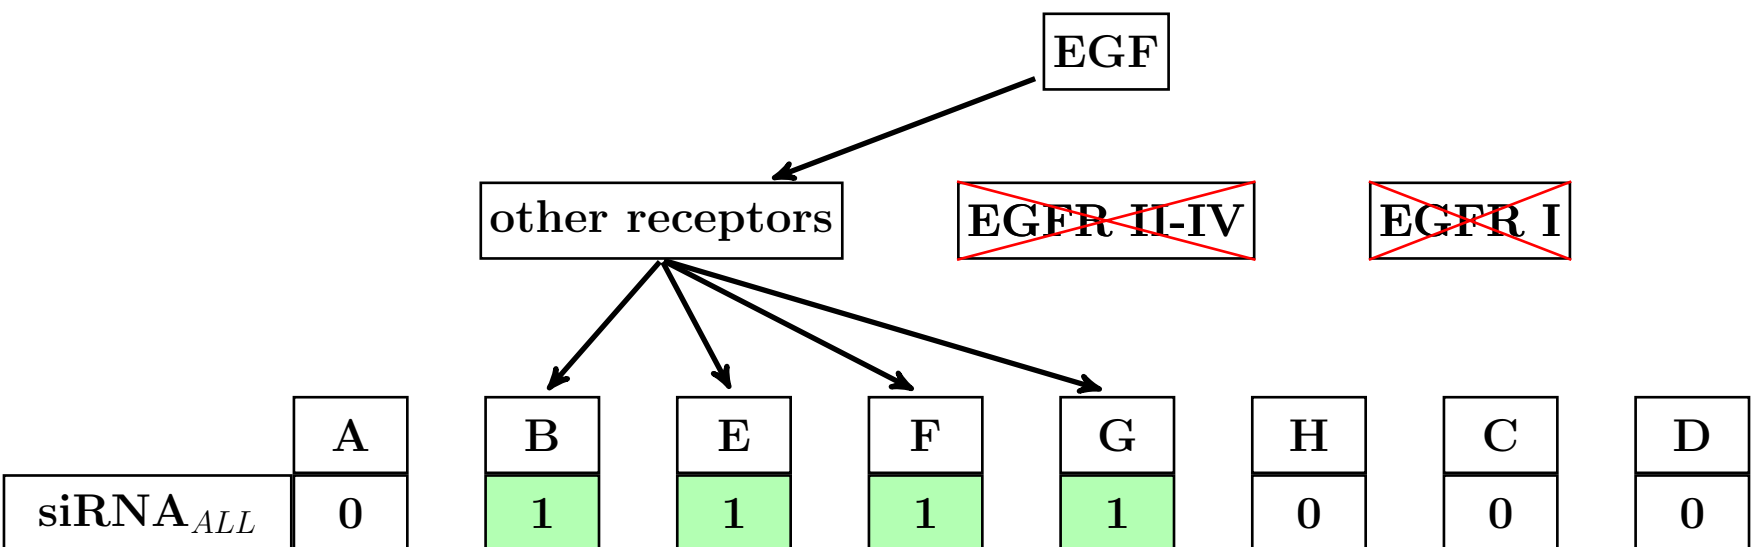 EGF
other receptors EGFR II-IV EGFR I
A B E F G H C D
siRNA_ALL 0 1 1 1 1 0 0 0